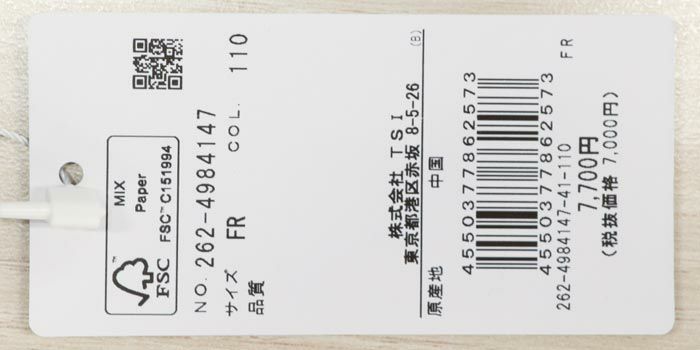 MIX
Paper
FSC™ C151994
™
FSC
NO. 262-4984147
サイズ FR COL. 110
品質
株式会社 TSI
東京都港区赤坂 8-5-26 (B)
原産地 中国
4550377862573
4550377862573
262-4984147-41-110 FR
7,700円
(税抜価格 7,000円)